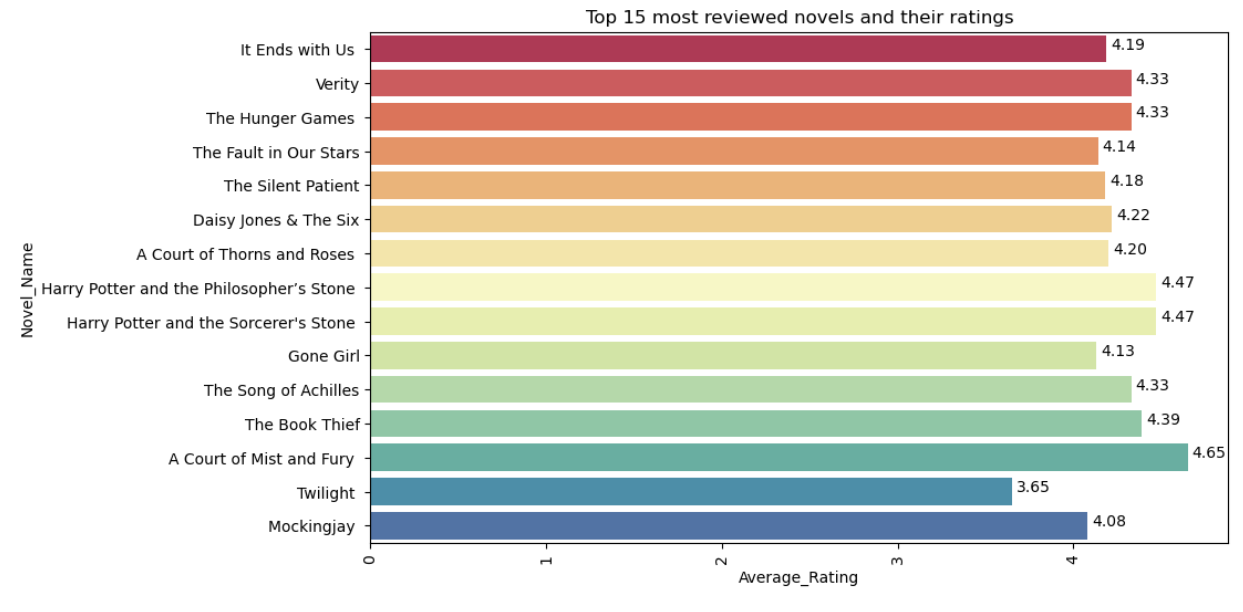 Top 15 most reviewed novels and their ratings
It Ends with Us
4.19
Verity
4.33
The Hunger Games
4.33
The Fault in Our Stars
4.14
The Silent Patient
4.18
Daisy Jones & The Six
4.22
A Court of Thorns and Roses
4.20
Harry Potter and the Philosopher’s Stone
4.47
Harry Potter and the Sorcerer's Stone
4.47
Gone Girl
4.13
The Song of Achilles
4.33
The Book Thief
4.39
A Court of Mist and Fury
4.65
Twilight
3.65
Mockingjay
4.08
Novel_Name
0
1
2
3
4
Average_Rating